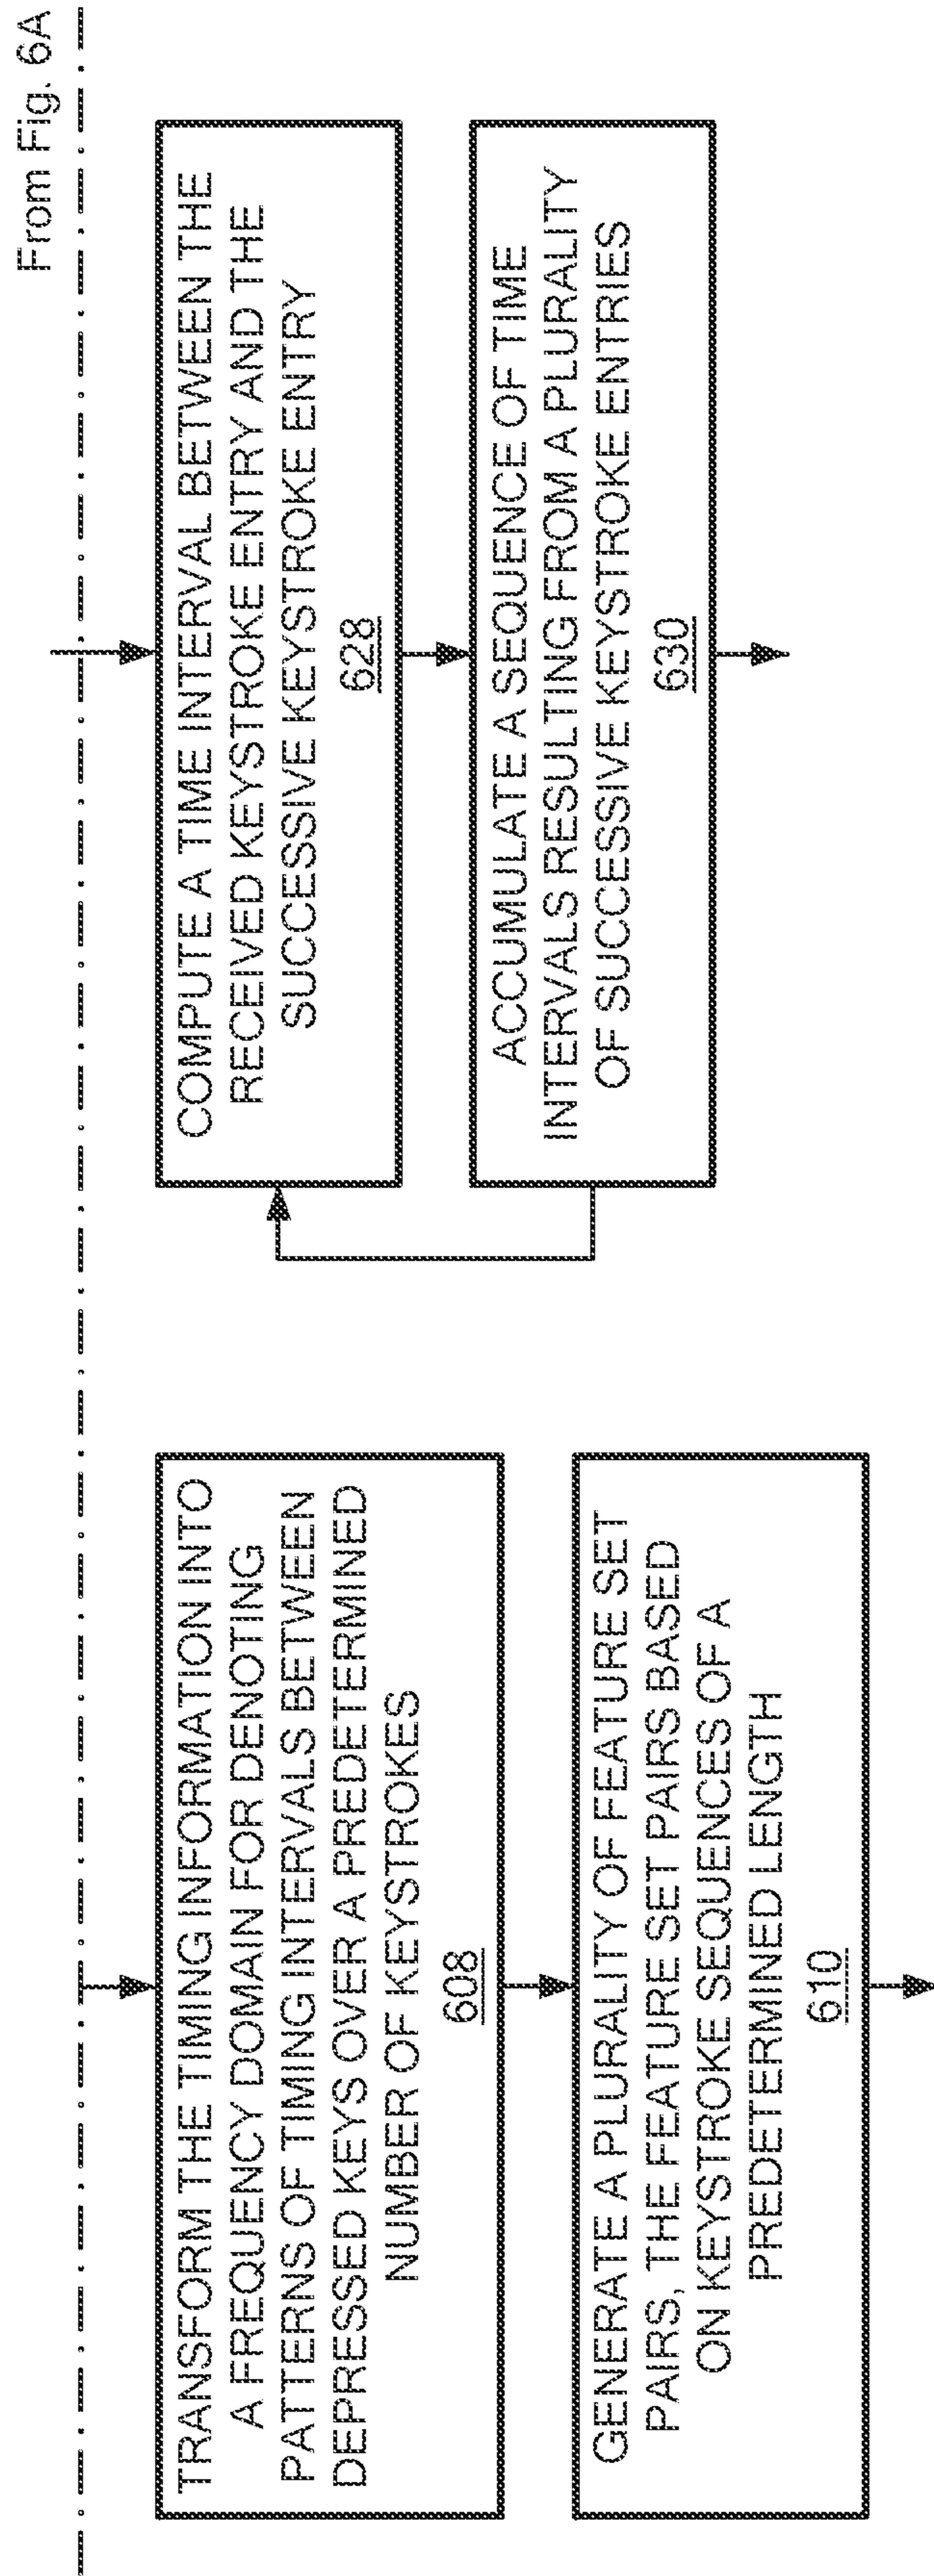 From Fig. 6A
TRANSFORM THE TIMING INFORMATION INTO
A FREQUENCY DOMAIN FOR DENOTING
PATTERNS OF TIMING INTERVALS BETWEEN
DEPRESSED KEYS OVER A PREDETERMINED
NUMBER OF KEYSTROKES
608
GENERATE A PLURALITY OF FEATURE SET
PAIRS, THE FEATURE SET PAIRS BASED
ON KEYSTROKE SEQUENCES OF A
PREDETERMINED LENGTH
610
COMPUTE A TIME INTERVAL BETWEEN THE
RECEIVED KEYSTROKE ENTRY AND THE
SUCCESSIVE KEYSTROKE ENTRY
628
ACCUMULATE A SEQUENCE OF TIME
INTERVALS RESULTING FROM A PLURALITY
OF SUCCESSIVE KEYSTROKE ENTRIES
630